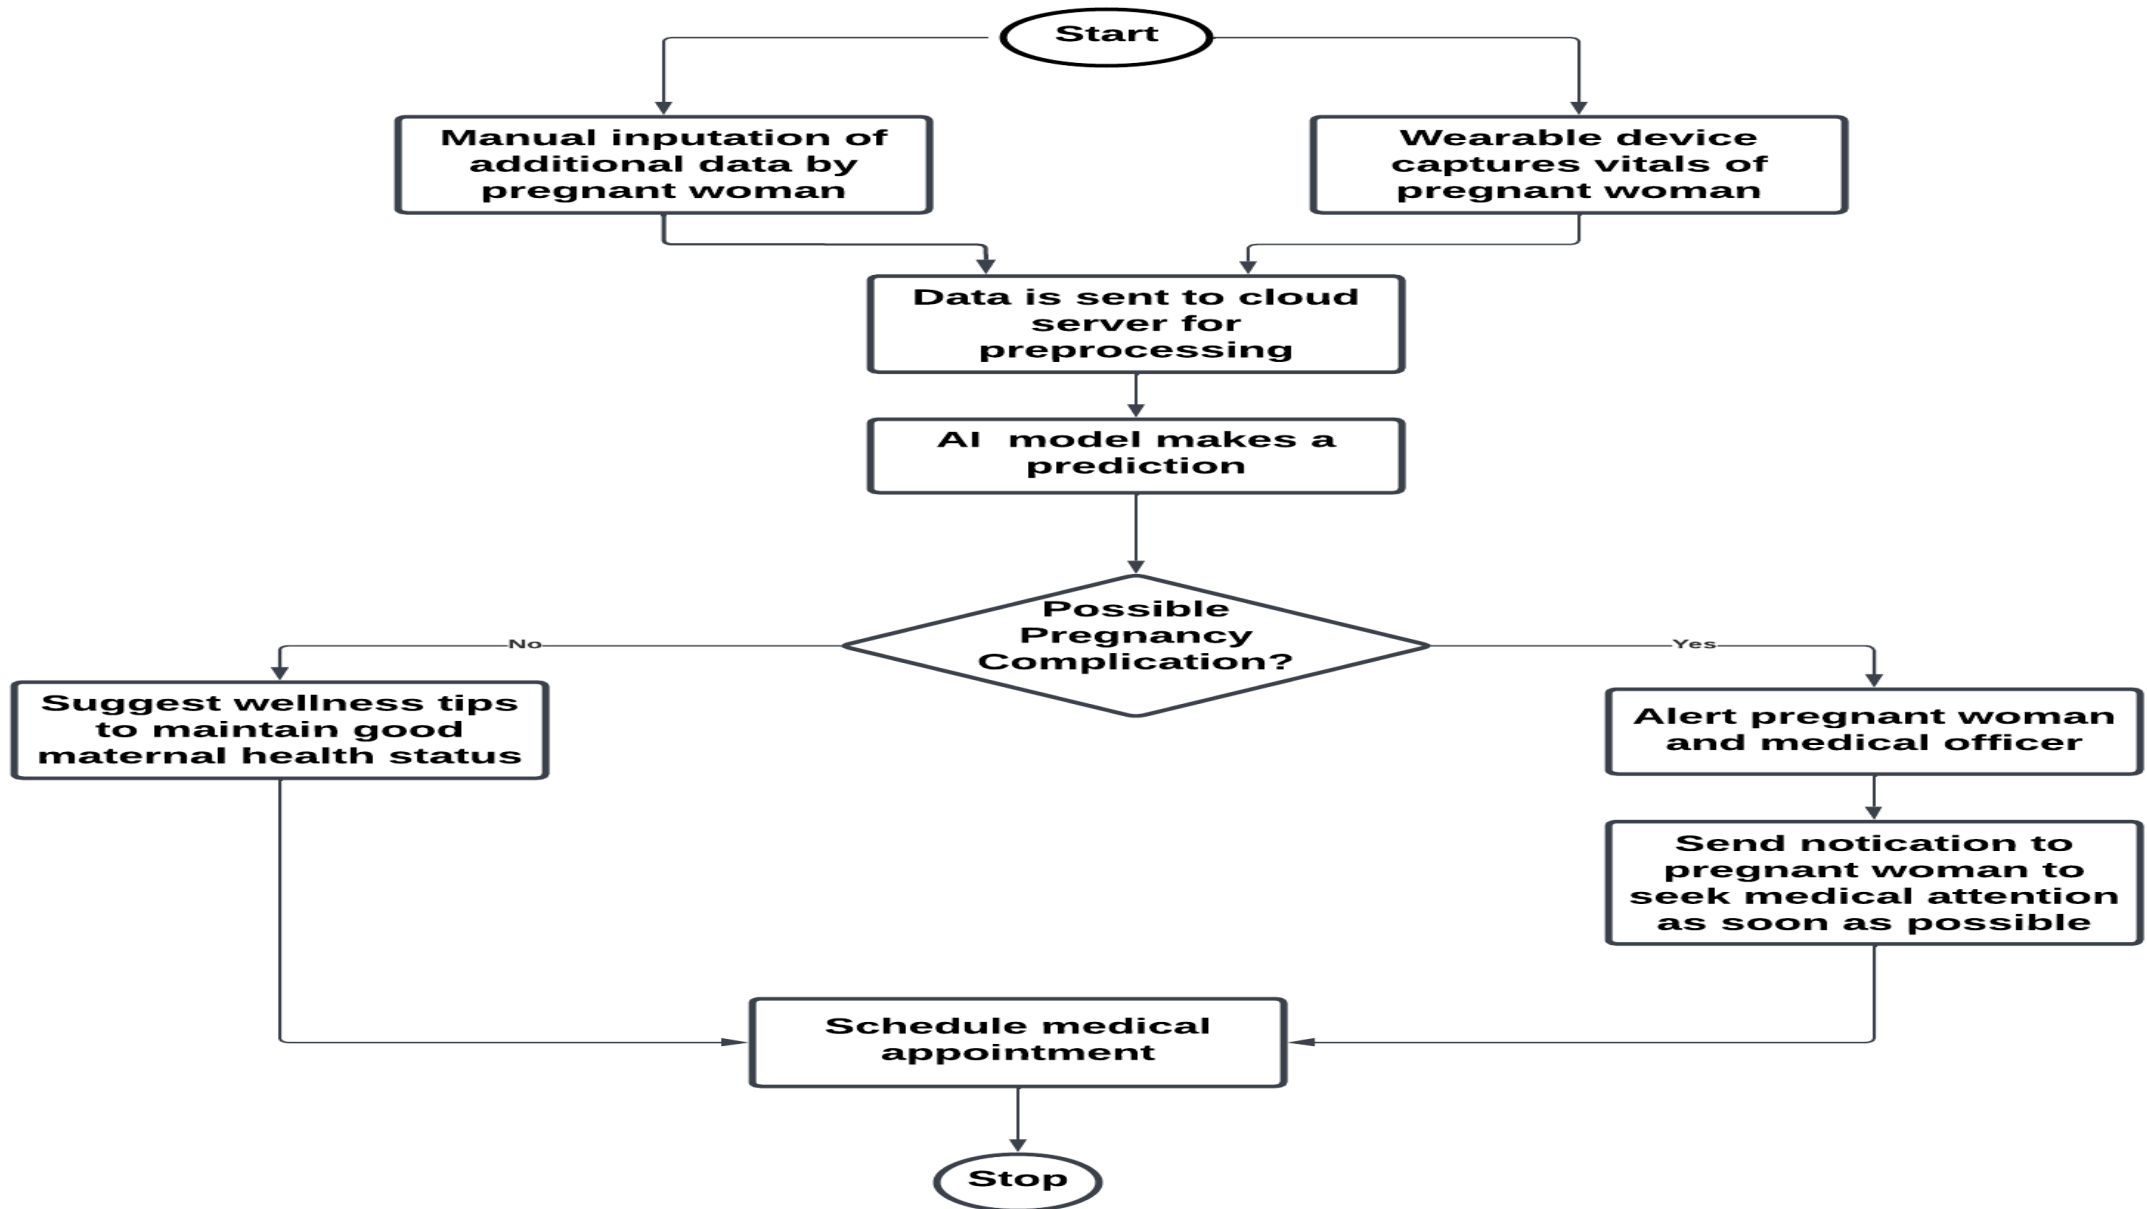 Start
Manual inputation of
additional data by
pregnant woman
Wearable device
captures vitals of
pregnant woman
Data is sent to cloud
server for
preprocessing
AI  model makes a
prediction
Possible
Pregnancy
Complication?
No
Yes
Suggest wellness tips
to maintain good
maternal health status
Alert pregnant woman
and medical officer
Send notication to
pregnant woman to
seek medical attention
as soon as possible
Schedule medical
appointment
Stop